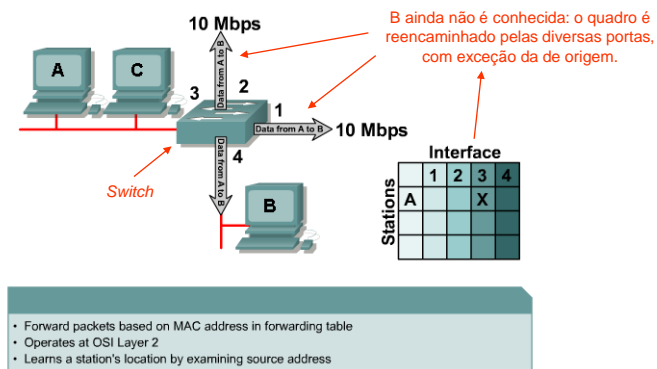 10 Mbps
B ainda não é conhecida: o quadro é
reencaminhado pelas diversas portas,
com exceção da de origem.
A
C
Data from A to B
3
2
1
Data from A to B
10 Mbps
4
Data from A to B
Switch
B
Interface
Stations
1 2 3 4
A X
• Forward packets based on MAC address in forwarding table
• Operates at OSI Layer 2
• Learns a station's location by examining source address